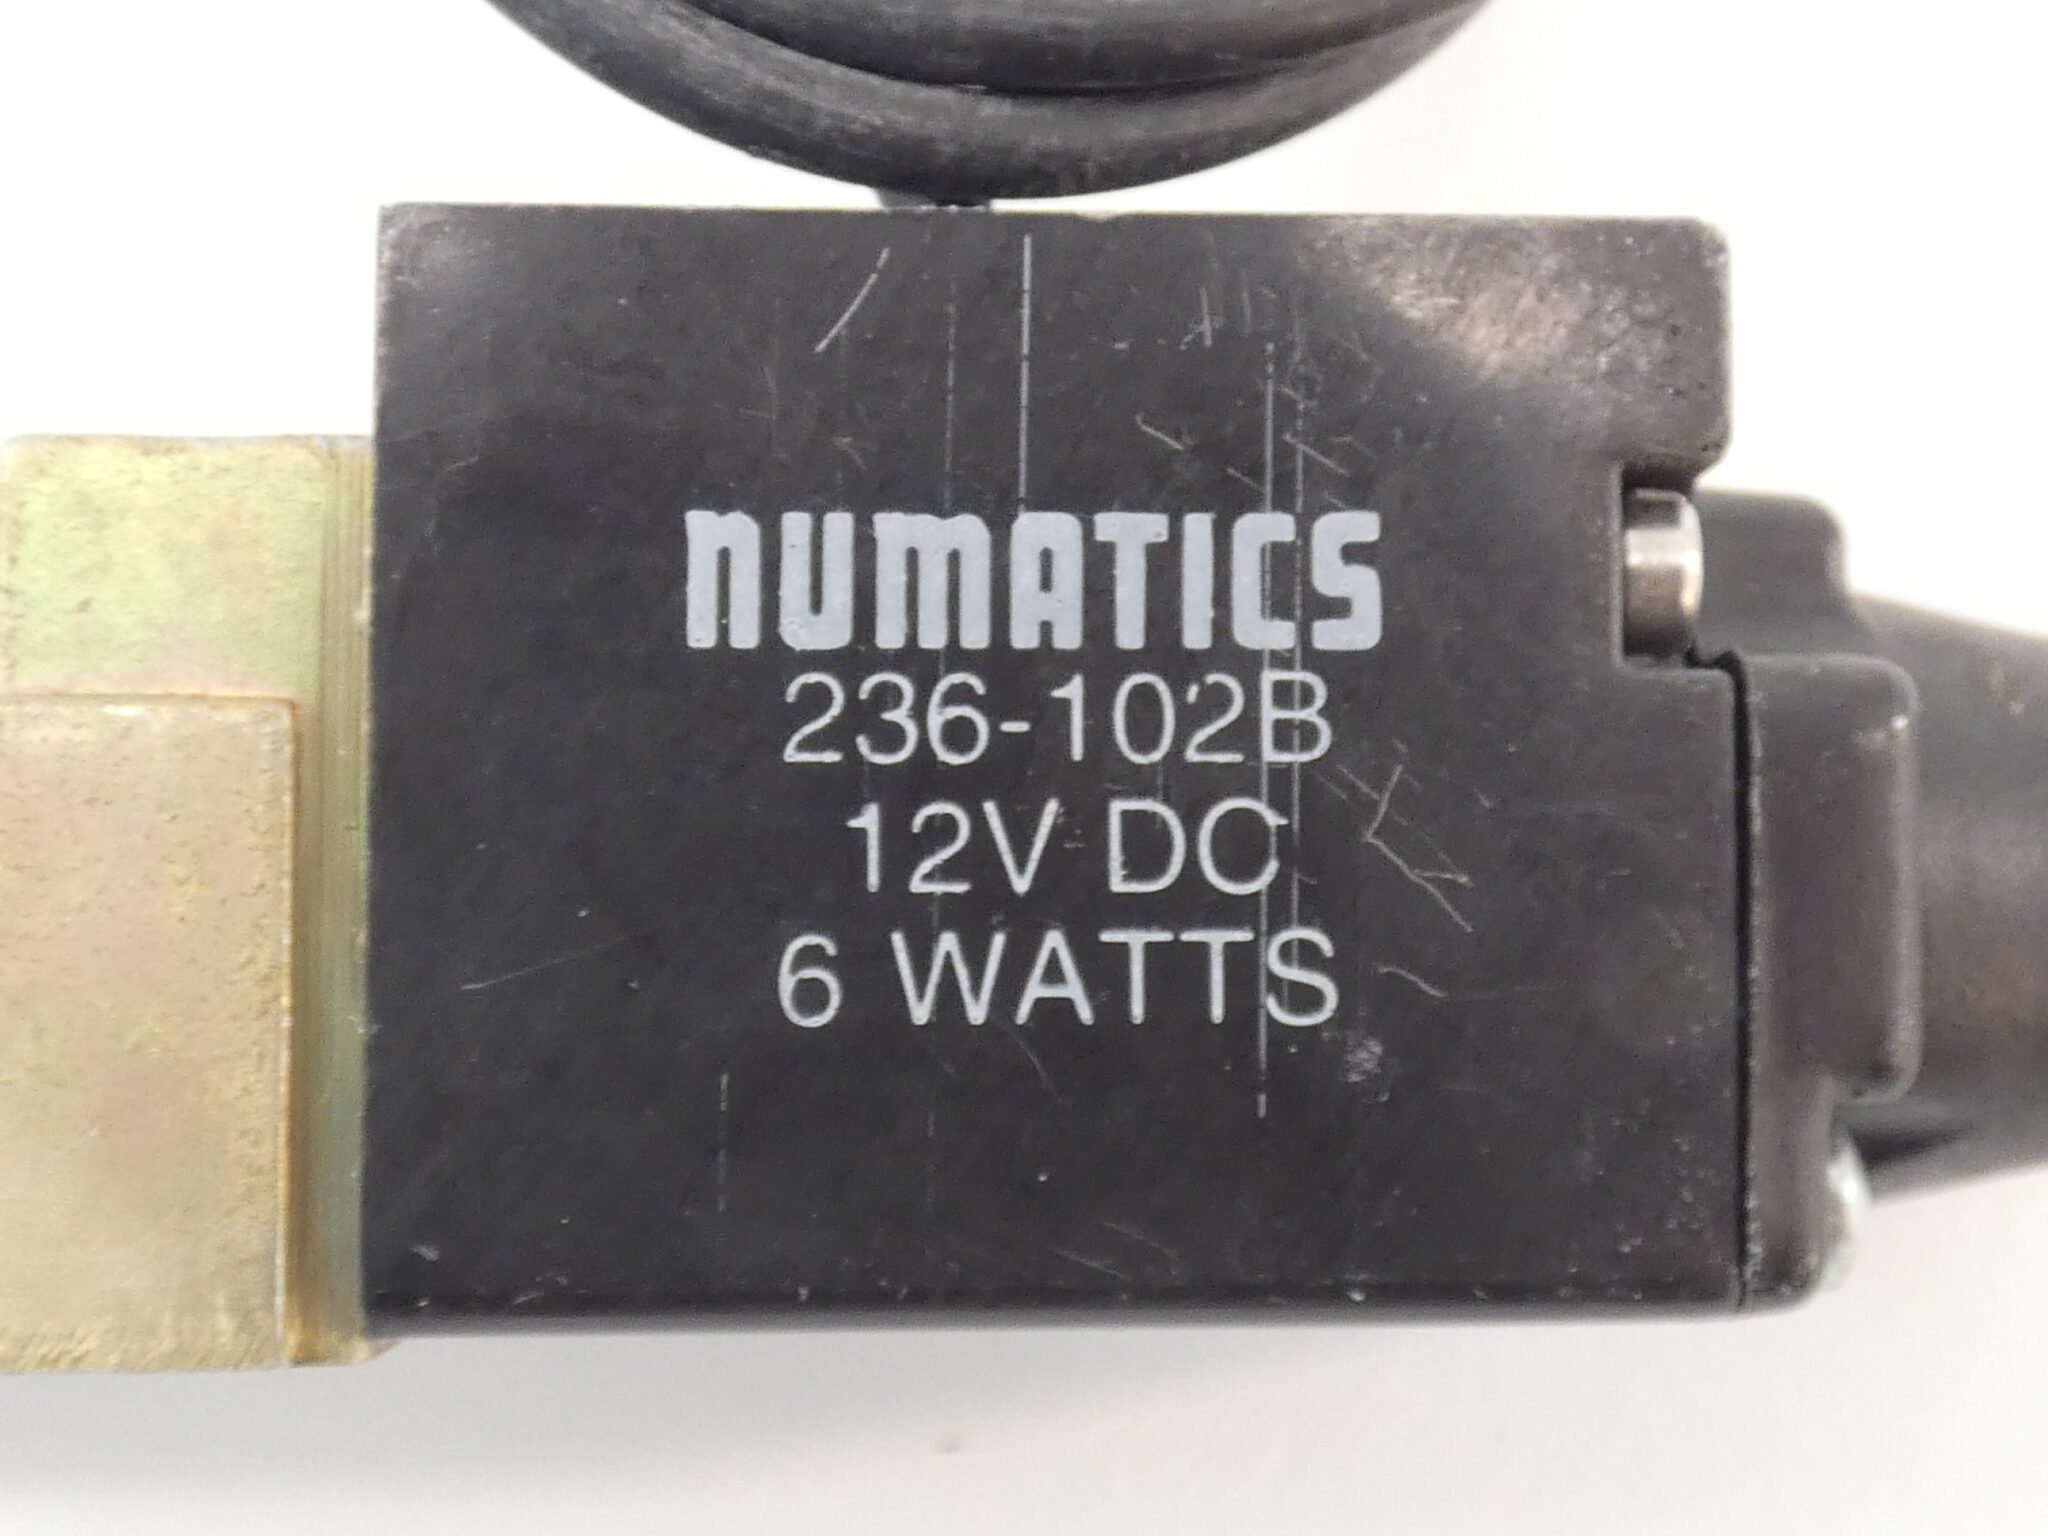 NUMATICS
236-102B
12V DC
6 WATTS